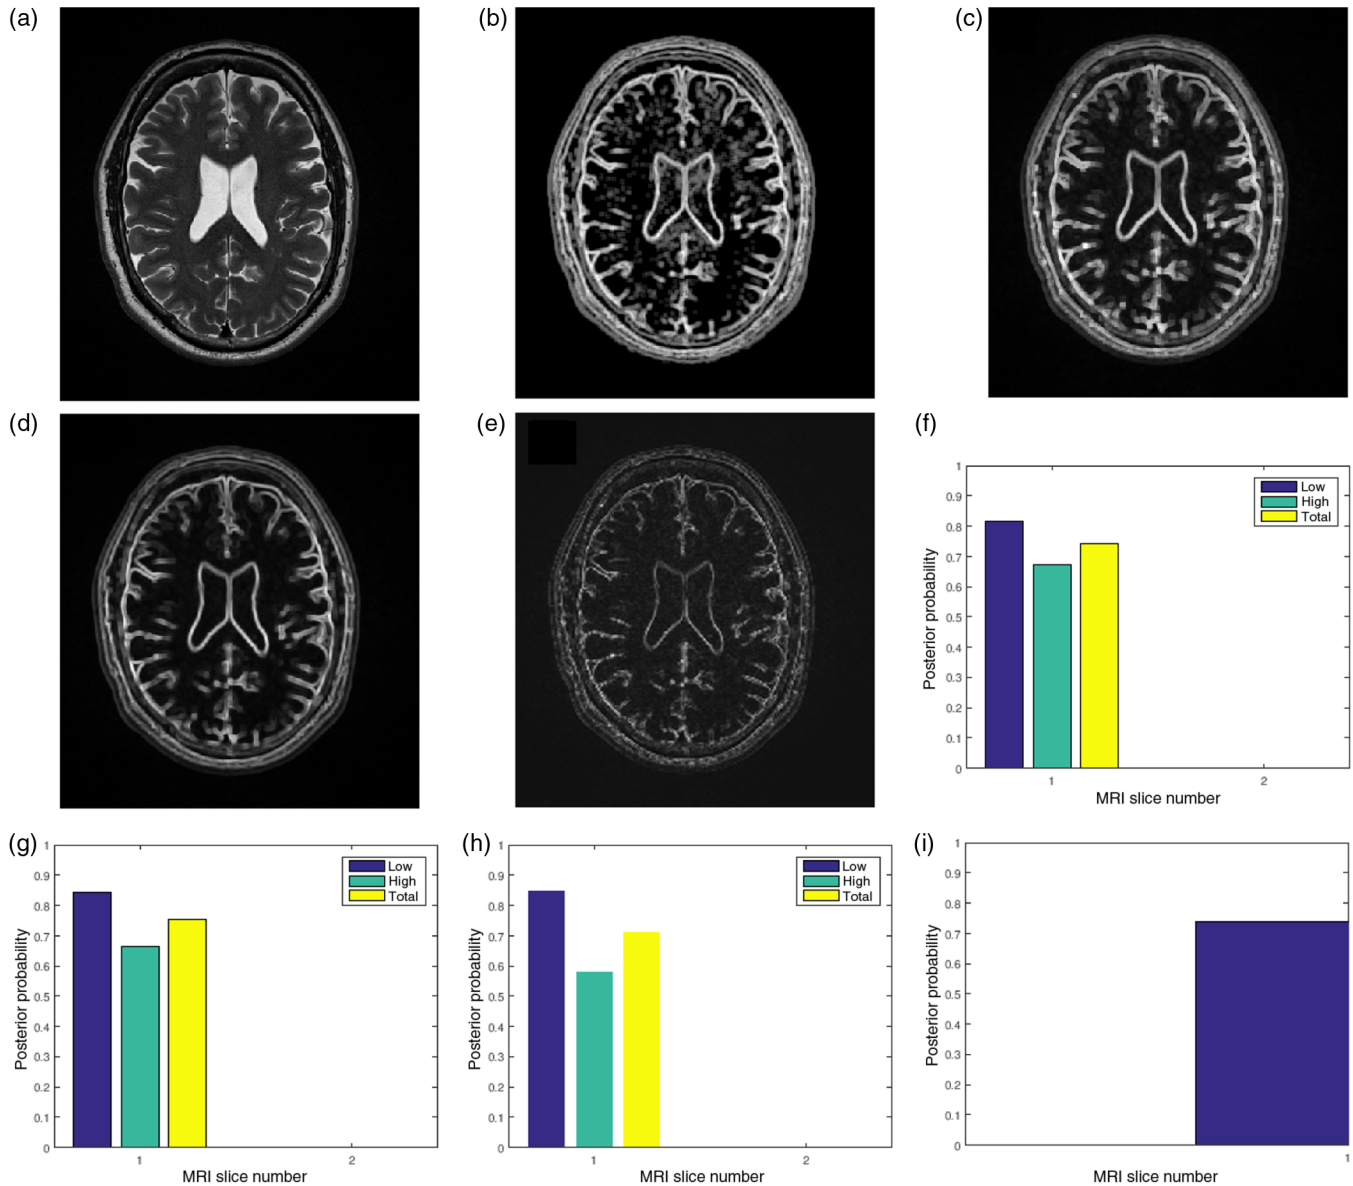 (a)
(b)
(c)
(d)
(e)
(f)
1
0.9
0.8
0.7
0.6
0.5
0.4
0.3
0.2
0.1
0
Posterior probability
Low
High
Total
1
2
MRI slice number
(g)
1
0.9
0.8
0.7
0.6
0.5
0.4
0.3
0.2
0.1
0
Posterior probability
Low
High
Total
1
2
MRI slice number
(h)
1
0.9
0.8
0.7
0.6
0.5
0.4
0.3
0.2
0.1
0
Posterior probability
Low
High
Total
1
2
MRI slice number
(i)
1
0.9
0.8
0.7
0.6
0.5
0.4
0.3
0.2
0.1
0
Posterior probability
1
MRI slice number